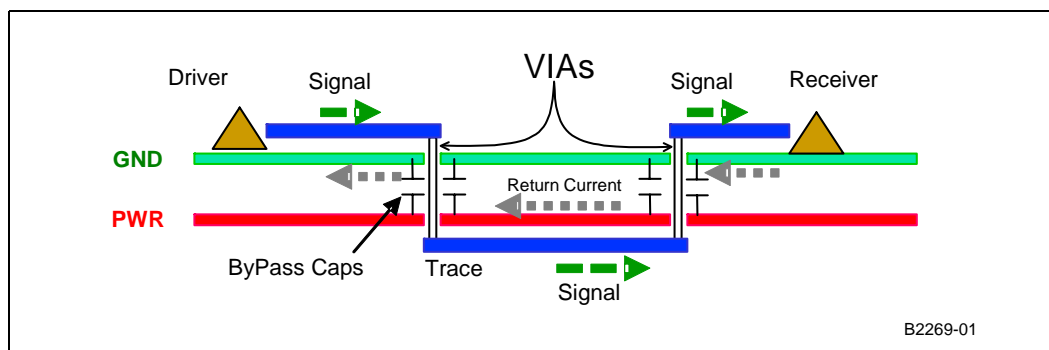 VIAs
Driver
Signal
Signal
Receiver
GND
Return Current
PWR
ByPass Caps
Trace
Signal
B2269-01